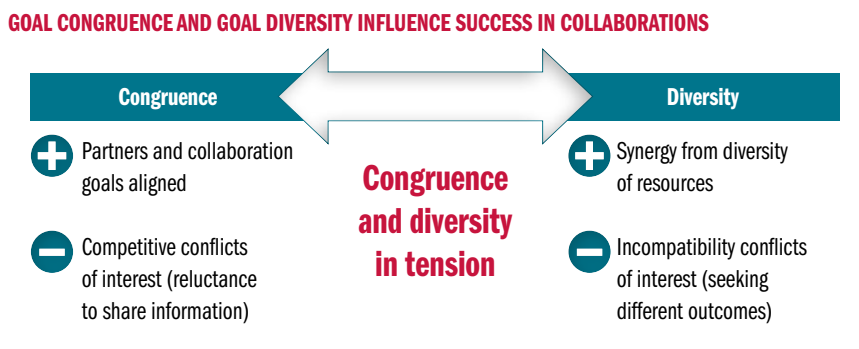 GOAL CONGRUENCE AND GOAL DIVERSITY INFLUENCE SUCCESS IN COLLABORATIONS
Congruence
Partners and collaboration
goals aligned
Competitive conflicts
of interest (reluctance
to share information)
Congruence
and diversity
in tension
Diversity
Synergy from diversity
of resources
Incompatibility conflicts
of interest (seeking
different outcomes)